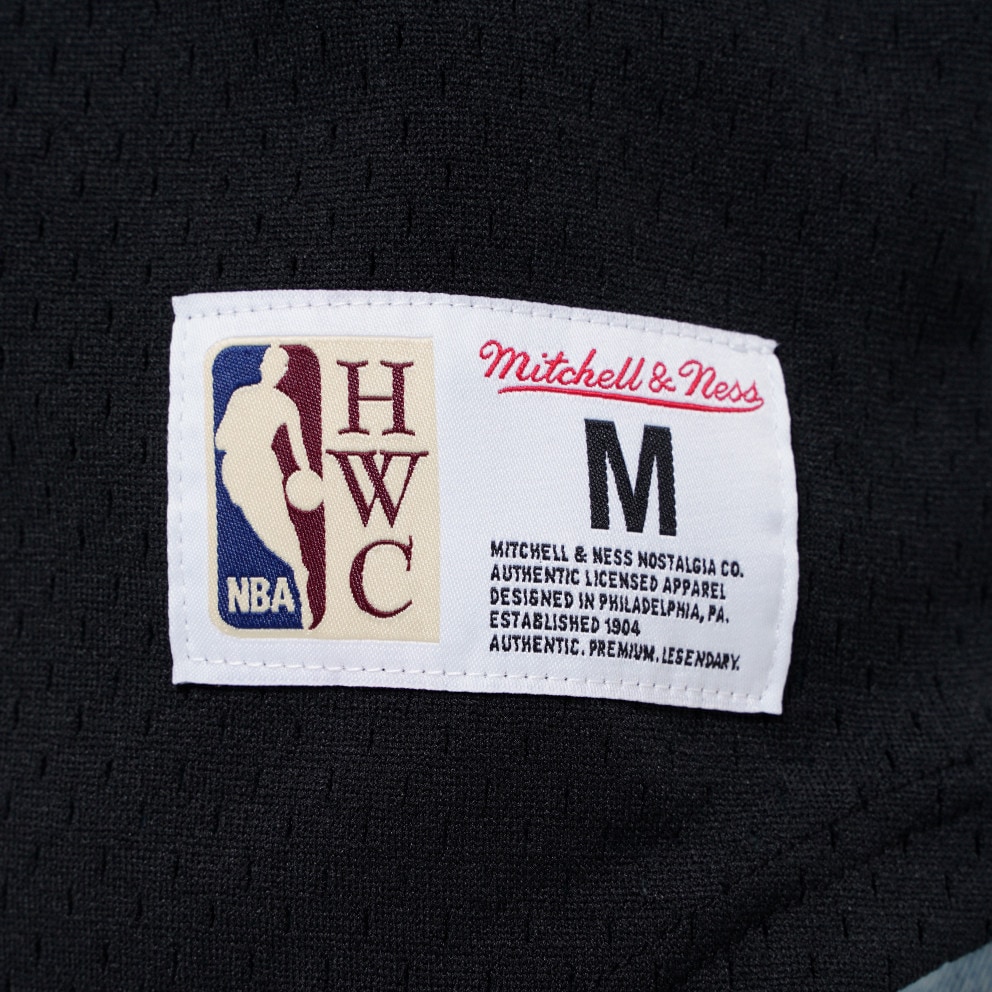 NBA
H
W
C
Mitchell & Ness
M
MITCHELL & NESS NOSTALGIA CO.
AUTHENTIC LICENSED APPAREL
DESIGNED IN PHILADELPHIA, PA.
ESTABLISHED 1904
AUTHENTIC. PREMIUM. LEGENDARY.